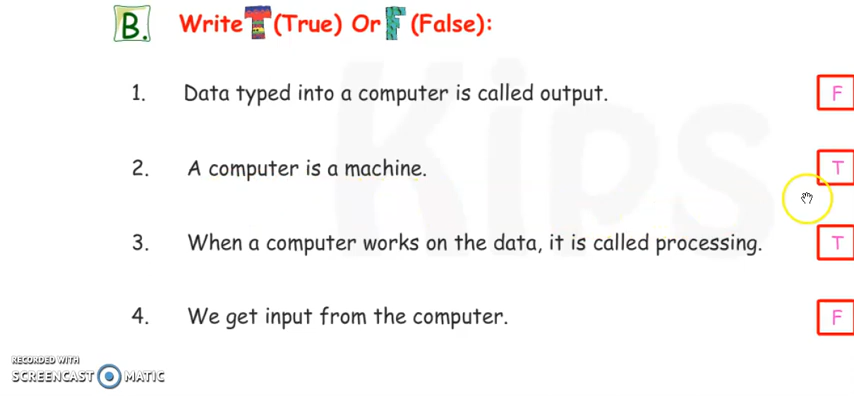 B. Write T (True) Or F (False):
1. Data typed into a computer is called output. F
2. A computer is a machine. T
3. When a computer works on the data, it is called processing. T
4. We get input from the computer. F
Kips
RECORDED WITH
SCREENCAST MATIC